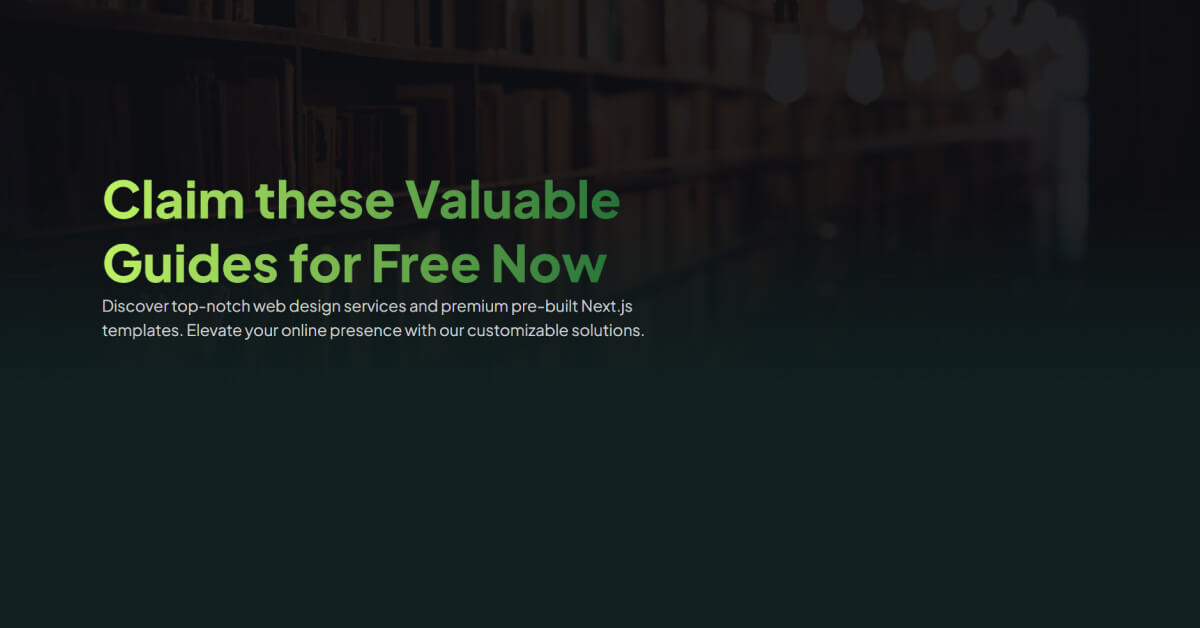 Claim these Valuable
Guides for Free Now
Discover top-notch web design services and premium pre-built Next.js
templates. Elevate your online presence with our customizable solutions.